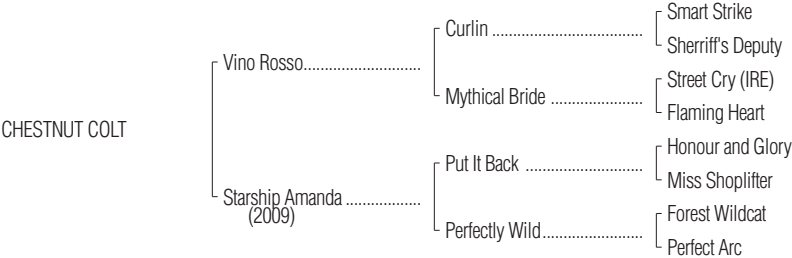 Smart Strike
Curlin ....................................
Sherriff's Deputy
Vino Rosso............................
Street Cry (IRE)
Mythical Bride ......................
Flaming Heart
CHESTNUT COLT
Honour and Glory
Put It Back ............................
Miss Shoplifter
Starship Amanda ..................
(2009)
Forest Wildcat
Perfectly Wild........................
Perfect Arc